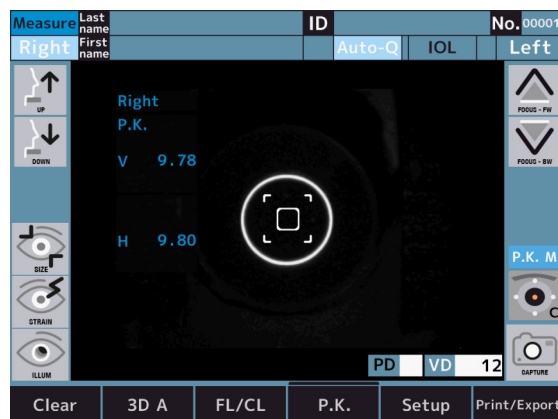 Measure Last name ID No. 00001
Right First name Auto-Q IOL Left
UP
FOCUS - FW
Right
P.K.
DOWN
FOCUS - BW
V 9.78
H 9.80
SIZE
P.K. M
STRAIN
C
ILLUM
PD VD 12
CAPTURE
Clear 3D A FL/CL P.K. Setup Print/Export